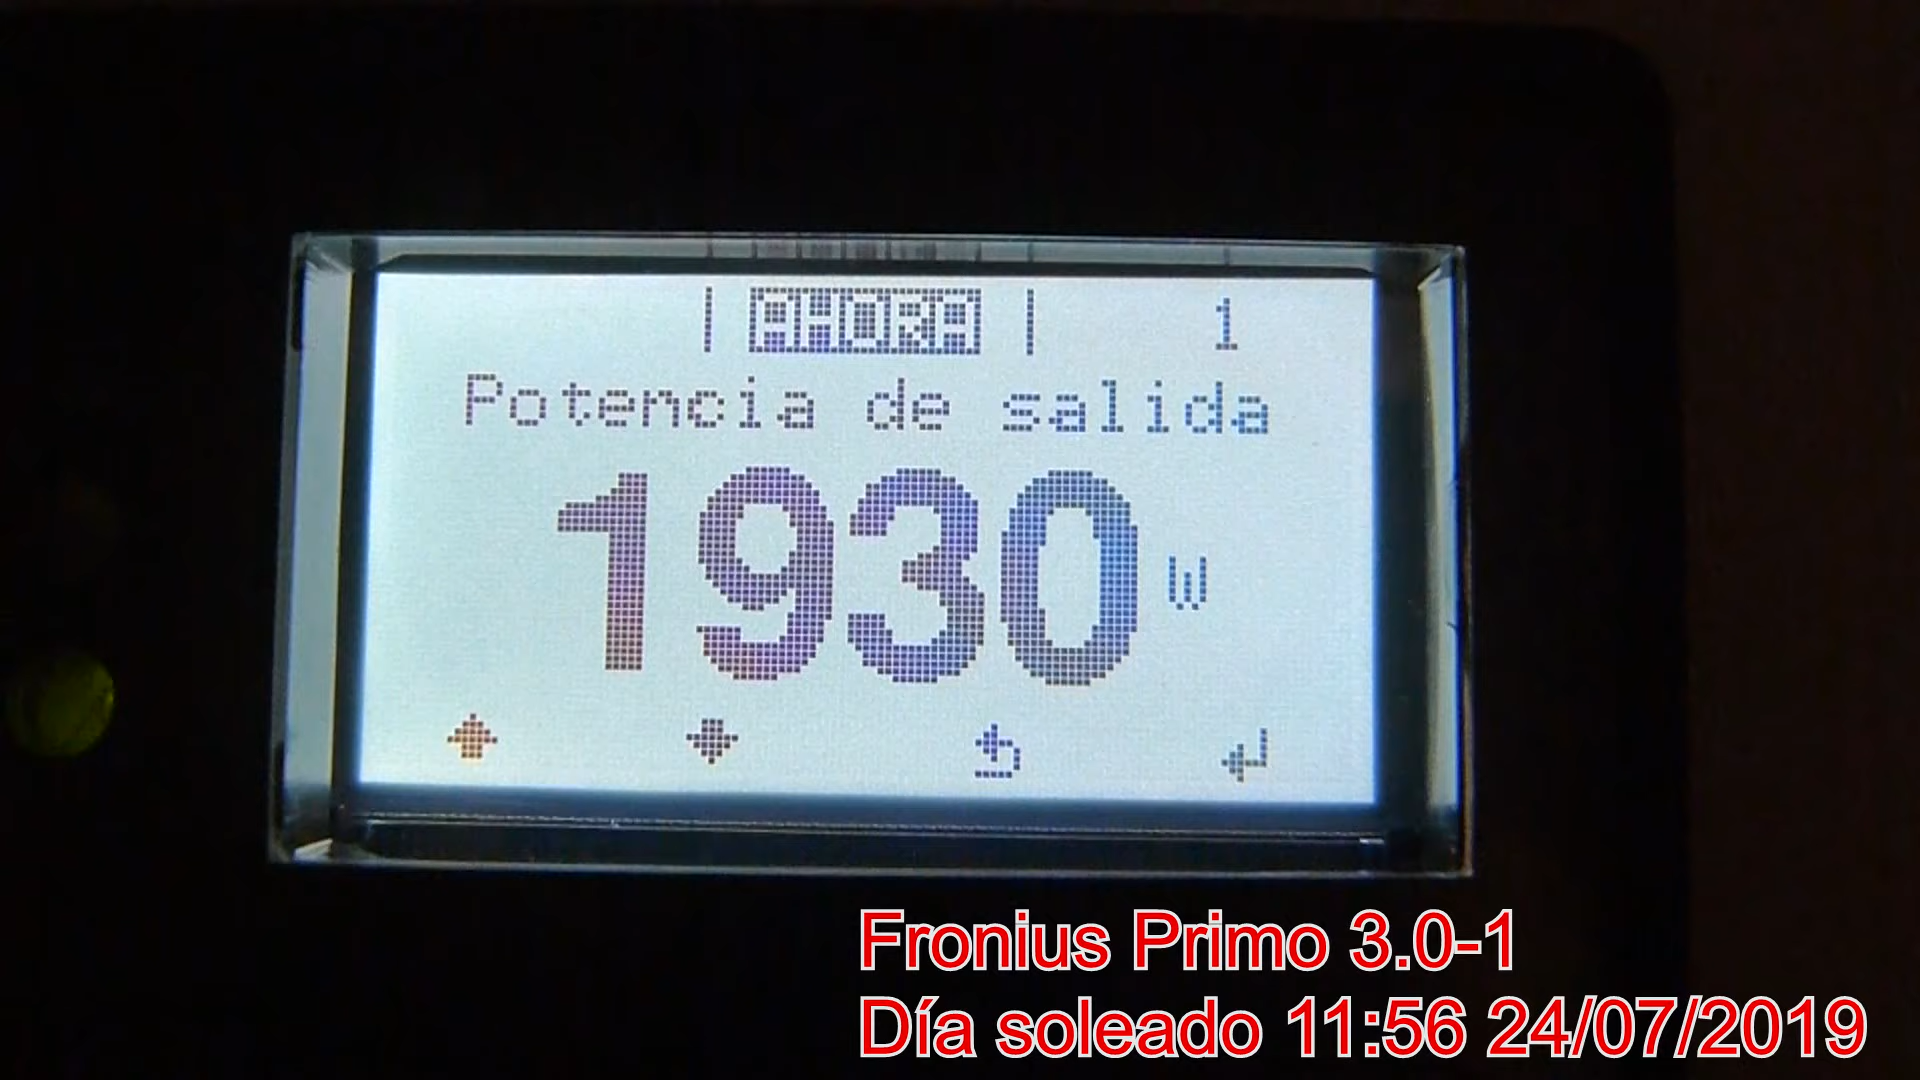 | AHORA | 1
Potencia de salida
1930 W
Fronius Primo 3.0-1
Día soleado 11:56 24/07/2019